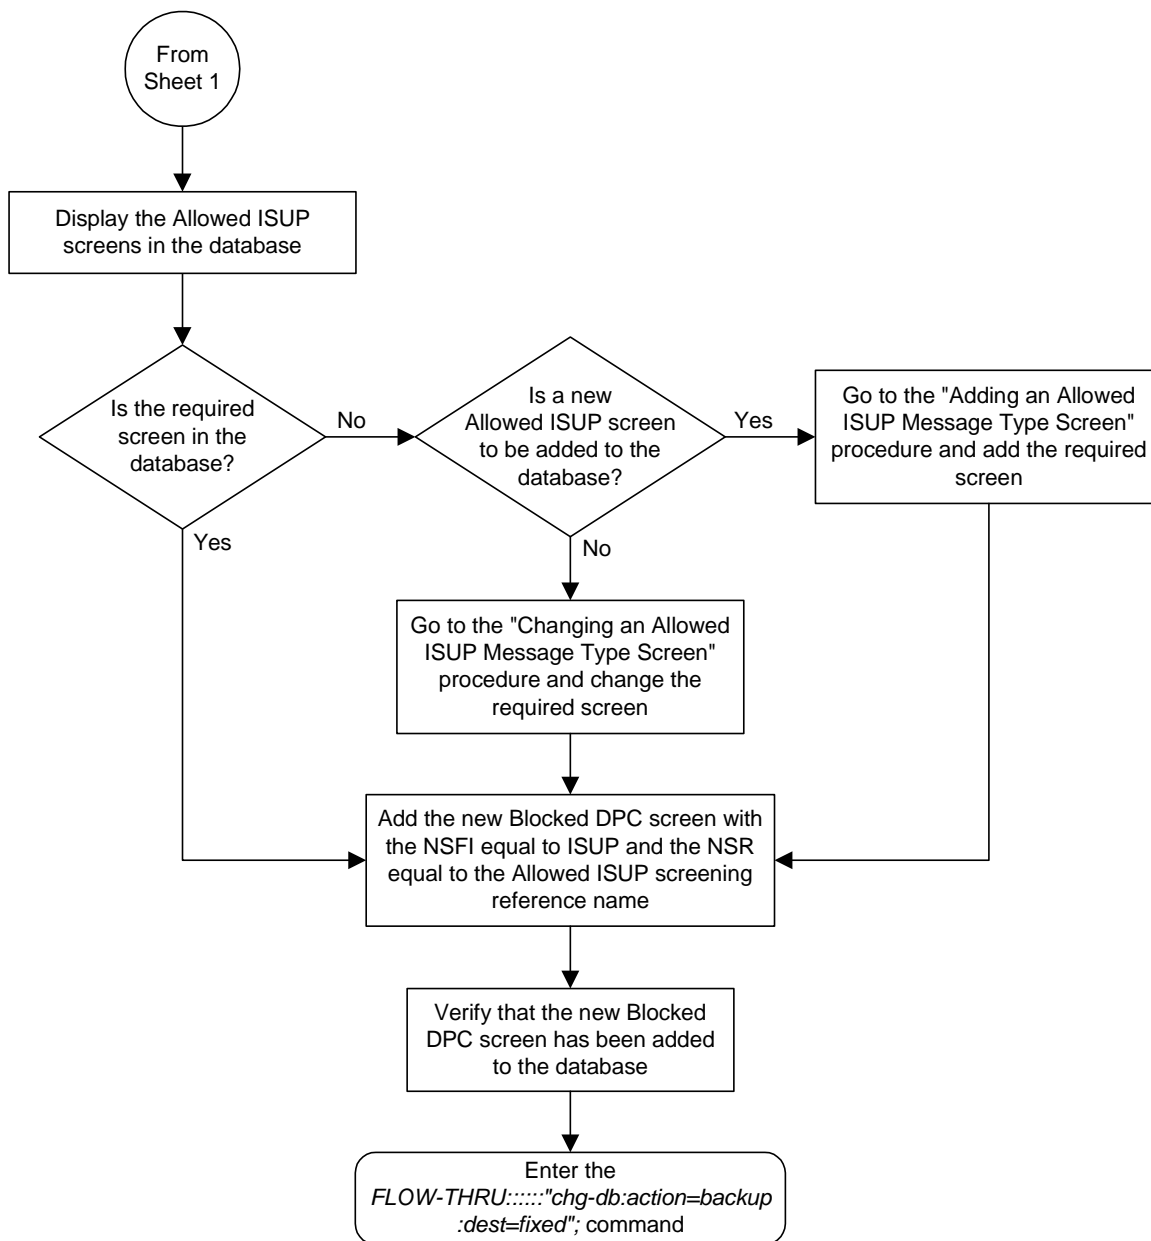 From
Sheet 1
Display the Allowed ISUP
screens in the database
Is the required
screen in the
database?
No
Yes
Is a new
Allowed ISUP screen
to be added to the
database?
Yes
No
Go to the "Adding an Allowed
ISUP Message Type Screen"
procedure and add the required
screen
Go to the "Changing an Allowed
ISUP Message Type Screen"
procedure and change the
required screen
Add the new Blocked DPC screen with
the NSFI equal to ISUP and the NSR
equal to the Allowed ISUP screening
reference name
Verify that the new Blocked
DPC screen has been added
to the database
Enter the
FLOW-THRU::::::"chg-db:action=backup
:dest=fixed"; command